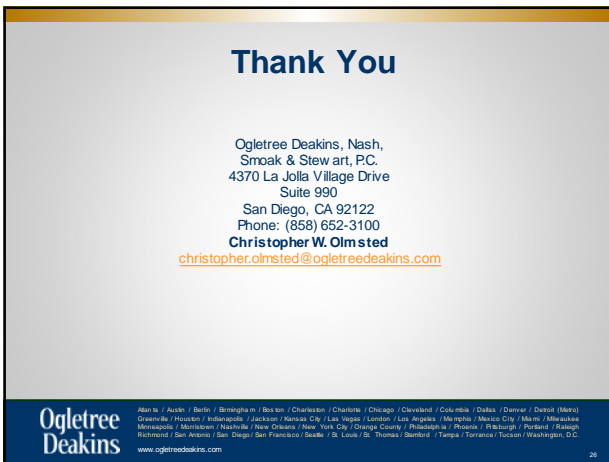 Thank You
Ogletree Deakins, Nash,
Smoak & Stewart, P.C.
4370 La Jolla Village Drive
Suite 990
San Diego, CA 92122
Phone: (858) 652-3100
Christopher W. Olmsted
christopher.olmsted@ogletreedeakins.com
Ogletree
Deakins
Atlanta / Austin / Berlin / Birmingham / Boston / Charleston / Charlotte / Chicago / Cleveland / Columbia / Dallas / Denver / Detroit (Metro)
Greenville / Houston / Indianapolis / Jackson / Kansas City / Las Vegas / London / Los Angeles / Memphis / Mexico City / Miami / Milwaukee
Minneapolis / Morristown / Nashville / New Orleans / New York City / Orange County / Philadelphia / Phoenix / Pittsburgh / Portland / Raleigh
Richmond / San Antonio / San Diego / San Francisco / Seattle / St. Louis / St. Thomas / Stamford / Tampa / Torrance / Tucson / Washington, D.C.
www.ogletreedeakins.com
26